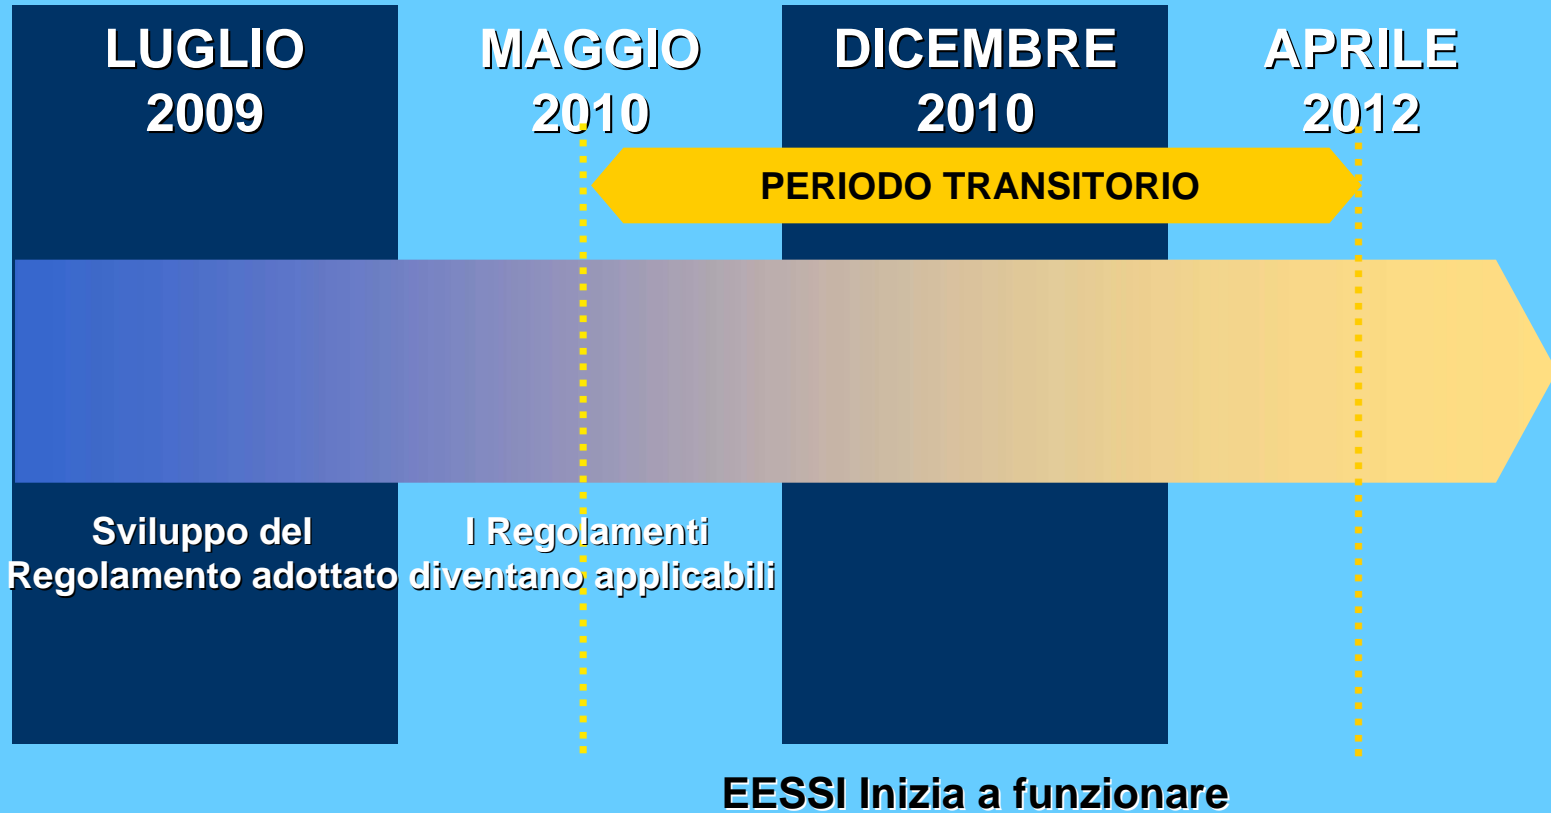 LUGLIO
2009
MAGGIO
2010
DICEMBRE
2010
APRILE
2012
PERIODO TRANSITORIO
Sviluppo del
Regolamento adottato
I Regolamenti
diventano applicabili
EESSI Inizia a funzionare